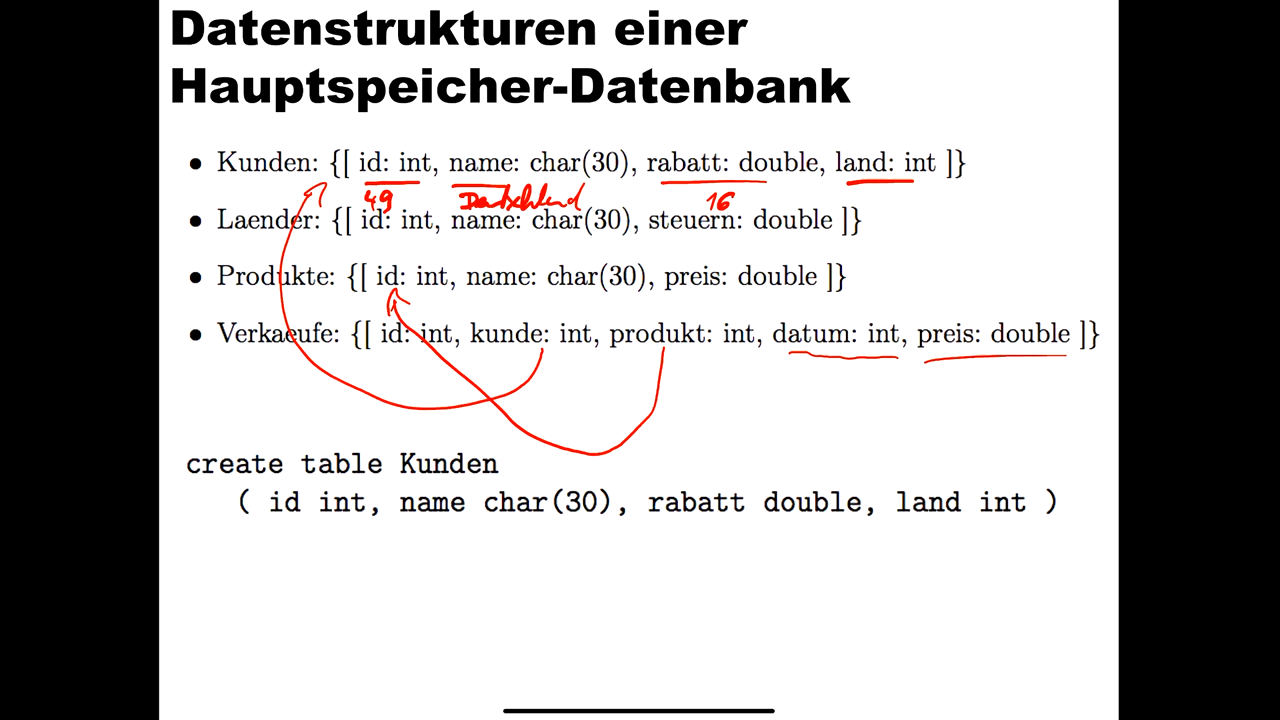 Datenstrukturen einer
Hauptspeicher-Datenbank
• Kunden: {[ id: int, name: char(30), rabatt: double, land: int ]}
49 Deutschland 16
• Laender: {[ id: int, name: char(30), steuern: double ]}
• Produkte: {[ id: int, name: char(30), preis: double ]}
• Verkaeufe: {[ id: int, kunde: int, produkt: int, datum: int, preis: double ]}
create table Kunden
( id int, name char(30), rabatt double, land int )